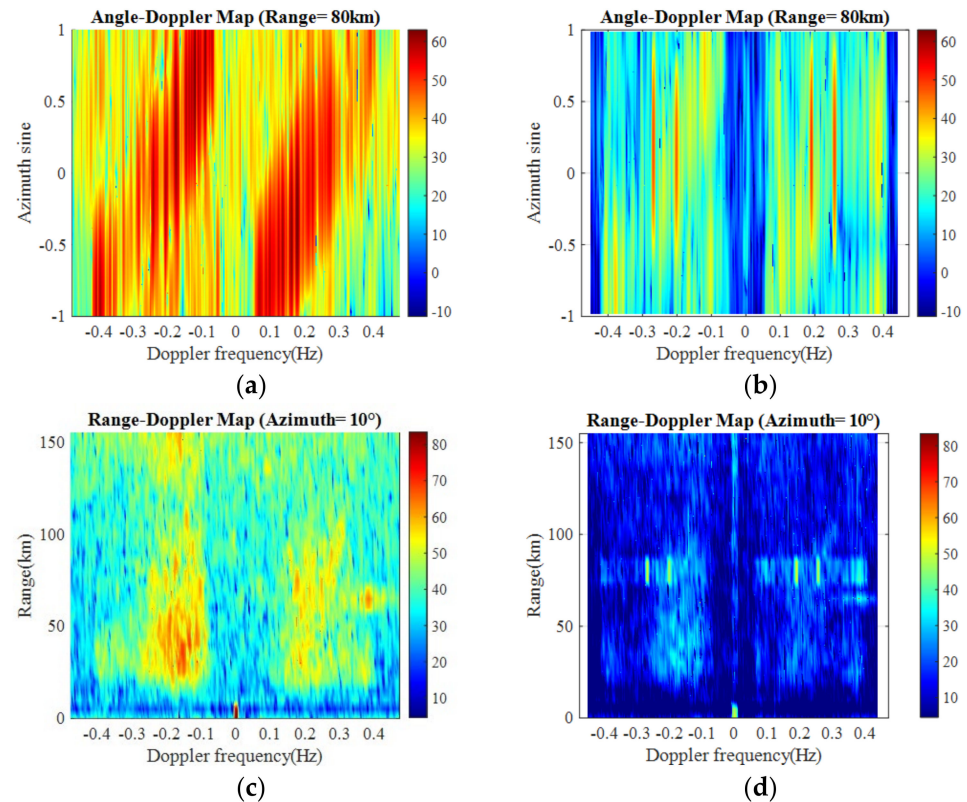 Angle-Doppler Map (Range= 80km)
Azimuth sine
1
0.5
0
-0.5
-1
-0.4 -0.3 -0.2 -0.1 0 0.1 0.2 0.3 0.4
Doppler frequency(Hz)
60
50
40
30
20
10
0
-10
(a)
Angle-Doppler Map (Range= 80km)
Azimuth sine
1
0.5
0
-0.5
-1
-0.4 -0.3 -0.2 -0.1 0 0.1 0.2 0.3 0.4
Doppler frequency(Hz)
60
50
40
30
20
10
0
-10
(b)
Range-Doppler Map (Azimuth= 10°)
Range(km)
150
100
50
0
-0.4 -0.3 -0.2 -0.1 0 0.1 0.2 0.3 0.4
Doppler frequency(Hz)
80
70
60
50
40
30
20
10
(c)
Range-Doppler Map (Azimuth= 10°)
Range(km)
150
100
50
0
-0.4 -0.3 -0.2 -0.1 0 0.1 0.2 0.3 0.4
Doppler frequency(Hz)
80
70
60
50
40
30
20
10
(d)